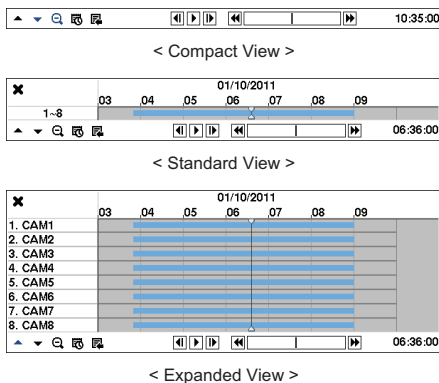 10:35:00
< Compact View >
01/10/2011
03 04 05 06 07 08 09
1~8
06:36:00
< Standard View >
01/10/2011
03 04 05 06 07 08 09
1. CAM1
2. CAM2
3. CAM3
4. CAM4
5. CAM5
6. CAM6
7. CAM7
8. CAM8
06:36:00
< Expanded View >